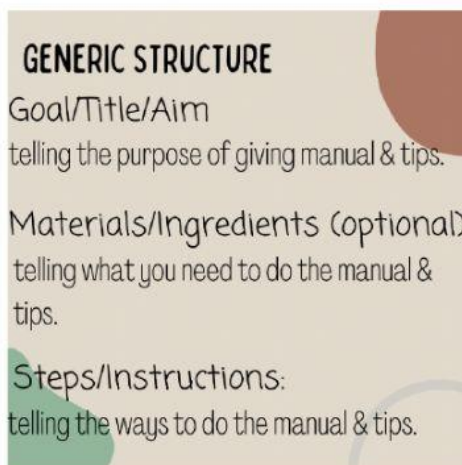 GENERIC STRUCTURE
Goal/Title/Aim
telling the purpose of giving manual & tips.
Materials/Ingredients (optional)
telling what you need to do the manual &
tips.
Steps/Instructions:
telling the ways to do the manual & tips.